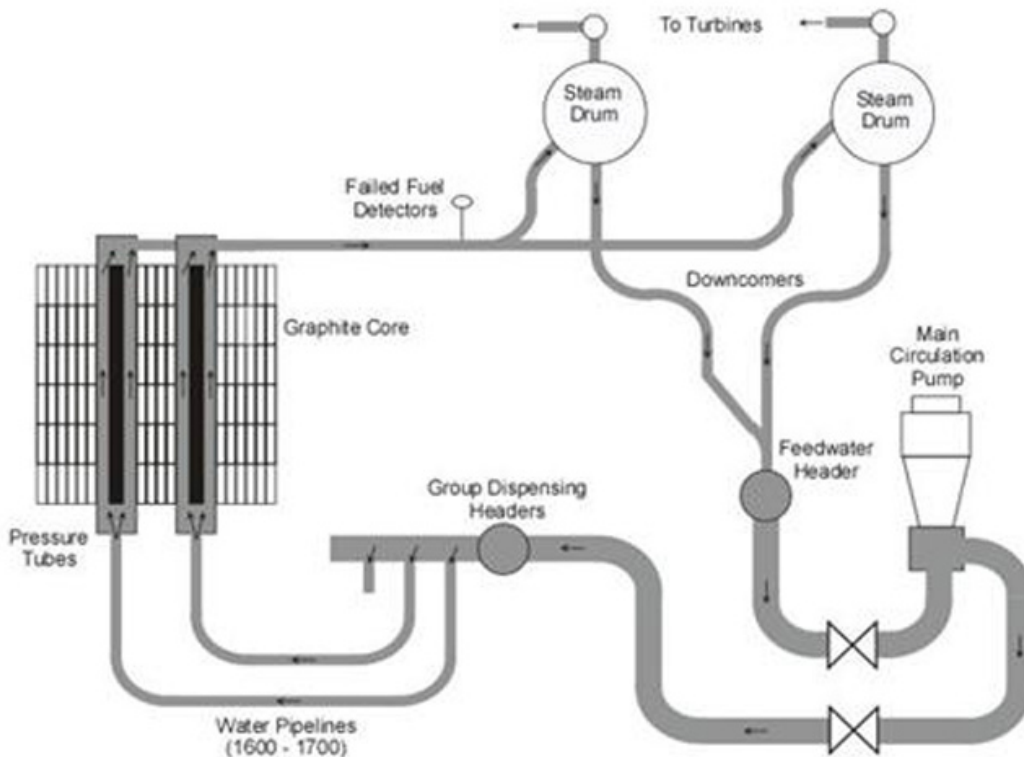 To Turbines
Steam
Drum
Steam
Drum
Failed Fuel
Detectors
Downcomers
Graphite Core
Main
Circulation
Pump
Feedwater
Header
Group Dispensing
Headers
Pressure
Tubes
Water Pipelines
(1600 - 1700)